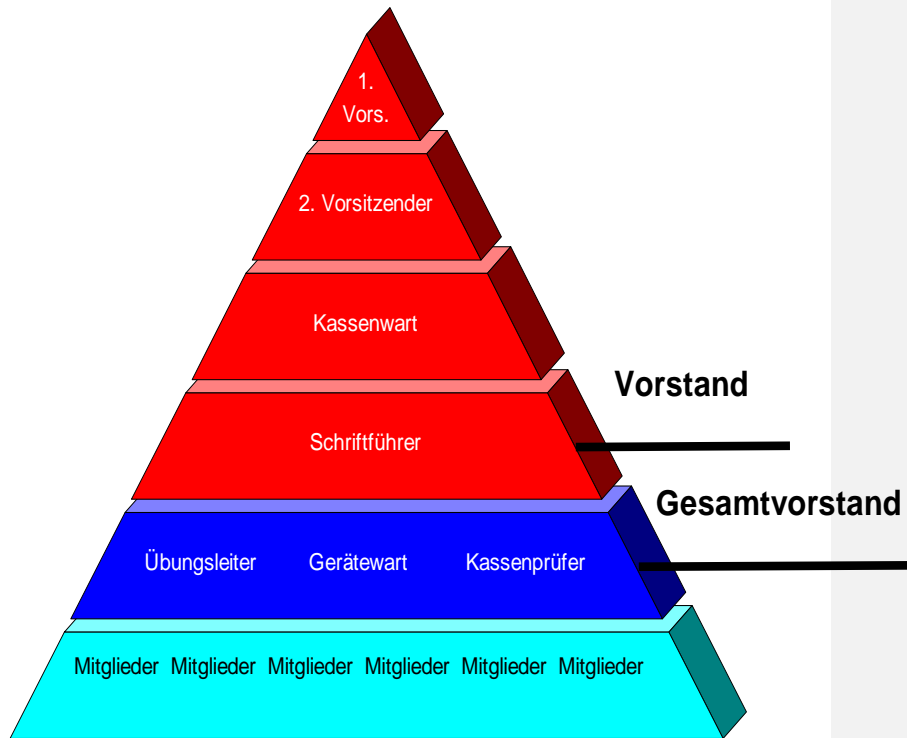 1.
Vors.
2. Vorsitzender
Kassenwart
Vorstand
Schriftführer
Gesamtvorstand
Übungsleiter Gerätewart Kassenprüfer
Mitglieder Mitglieder Mitglieder Mitglieder Mitglieder Mitglieder